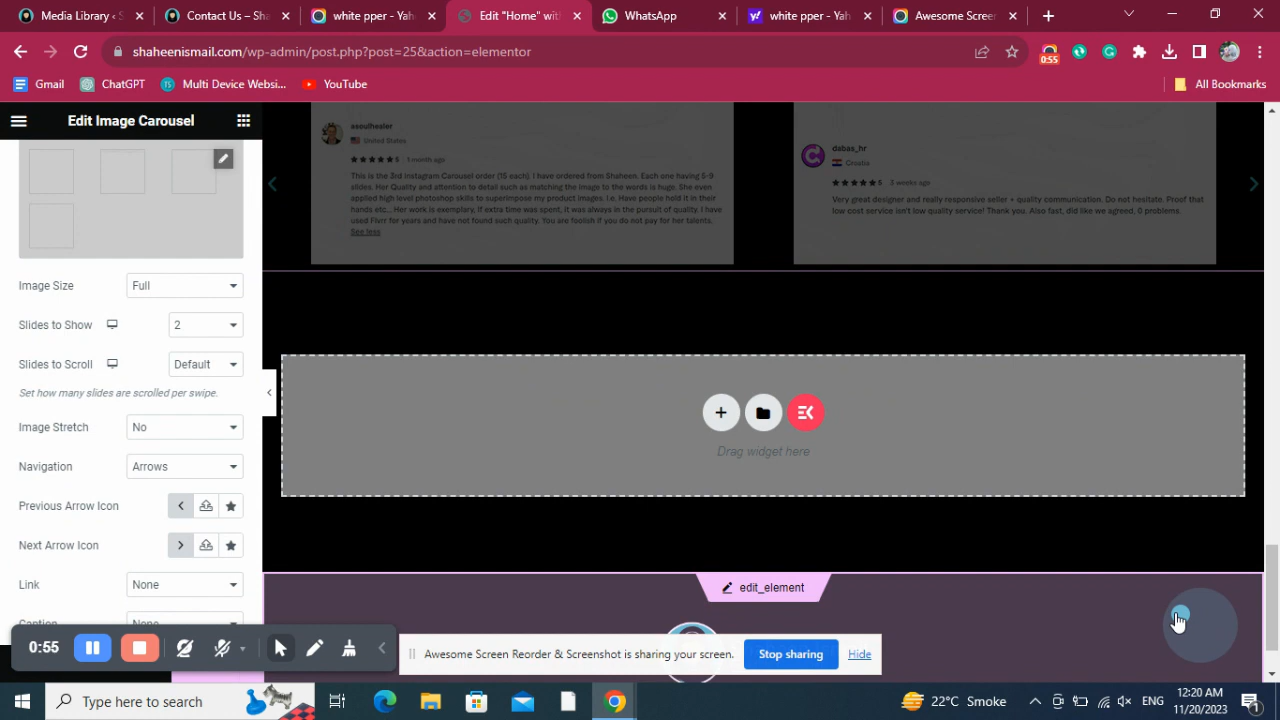 Media Library ‹ S
Contact Us – Sha
white pper - Yah
Edit "Home" wit
WhatsApp
white pper - Yah
Awesome Scree
shaheenismail.com/wp-admin/post.php?post=25&action=elementor
0:55
Gmail
ChatGPT
Multi Device Websi...
YouTube
All Bookmarks
Edit Image Carousel
Image Size
Full
Slides to Show
2
Slides to Scroll
Default
Set how many slides are scrolled per swipe.
Image Stretch
No
Navigation
Arrows
Previous Arrow Icon
Next Arrow Icon
Link
None
Caption
None
asoulhealer
United States
★★★★★ 5 | 1 month ago
This is the 3rd Instagram Carousel order (15 each). I have ordered from Shaheen. Each one having 5-9
slides. Her Quality and attention to detail such as matching the image to the words is huge. She even
applied high level photoshop skills to superimpose my product images. I.e. Have people hold it in their
hands etc.. Her work is exemplary, If extra time was spent, it was always in the pursuit of quality. I have
used Fivrr for years and have not found such quality. You are foolish if you do not pay for her talents.
See less
dabas_hr
Croatia
★★★★★ 5 | 3 weeks ago
Very great designer and really responsive seller + quality communication. Do not hesitate. Proof that
low cost service isn't low quality service! Thank you. Also fast, did like we agreed, 0 problems.
Drag widget here
edit_element
0:55
Awesome Screen Reorder & Screenshot is sharing your screen.
Stop sharing
Hide
Type here to search
22°C Smoke
ENG
12:20 AM
11/20/2023
1